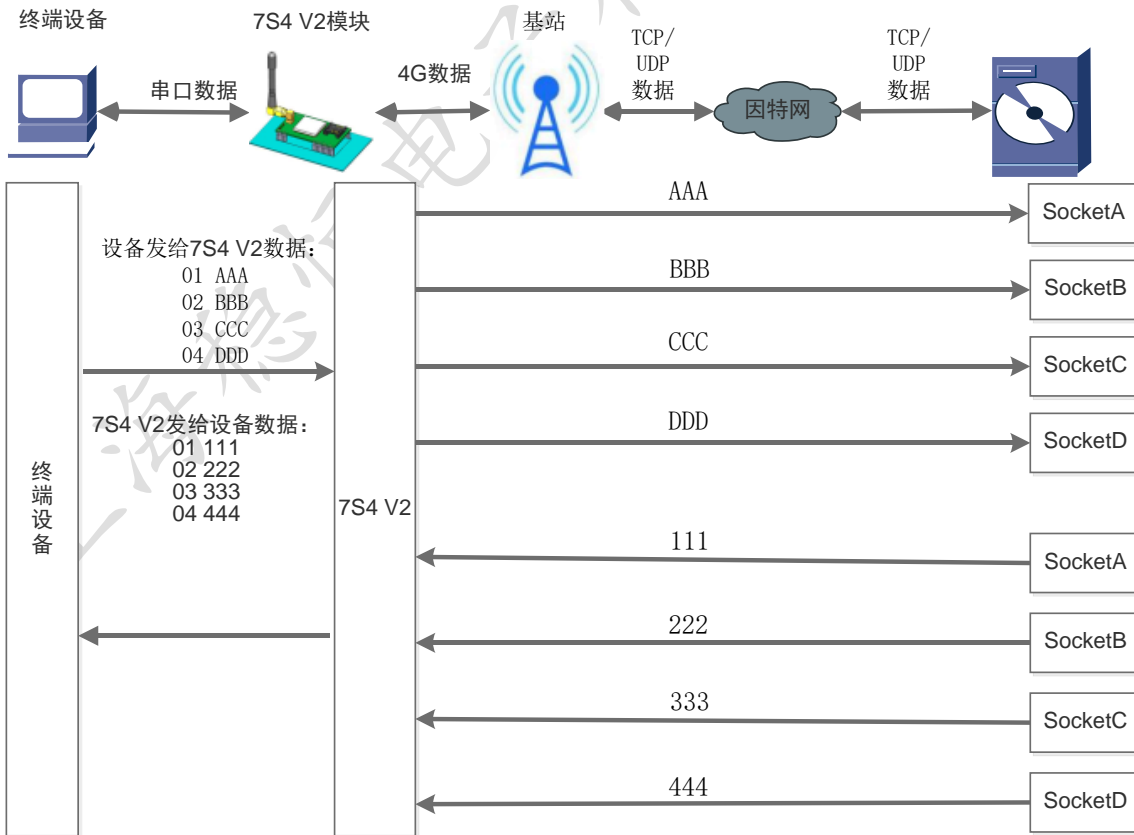 终端设备
7S4 V2模块
基站
TCP/
UDP
数据
TCP/
UDP
数据
串口数据
4G数据
因特网
设备发给7S4 V2数据：
01 AAA
02 BBB
03 CCC
04 DDD
7S4 V2发给设备数据：
01 111
02 222
03 333
04 444
终端设备
7S4 V2
AAA
SocketA
BBB
SocketB
CCC
SocketC
DDD
SocketD
111
SocketA
222
SocketB
333
SocketC
444
SocketD